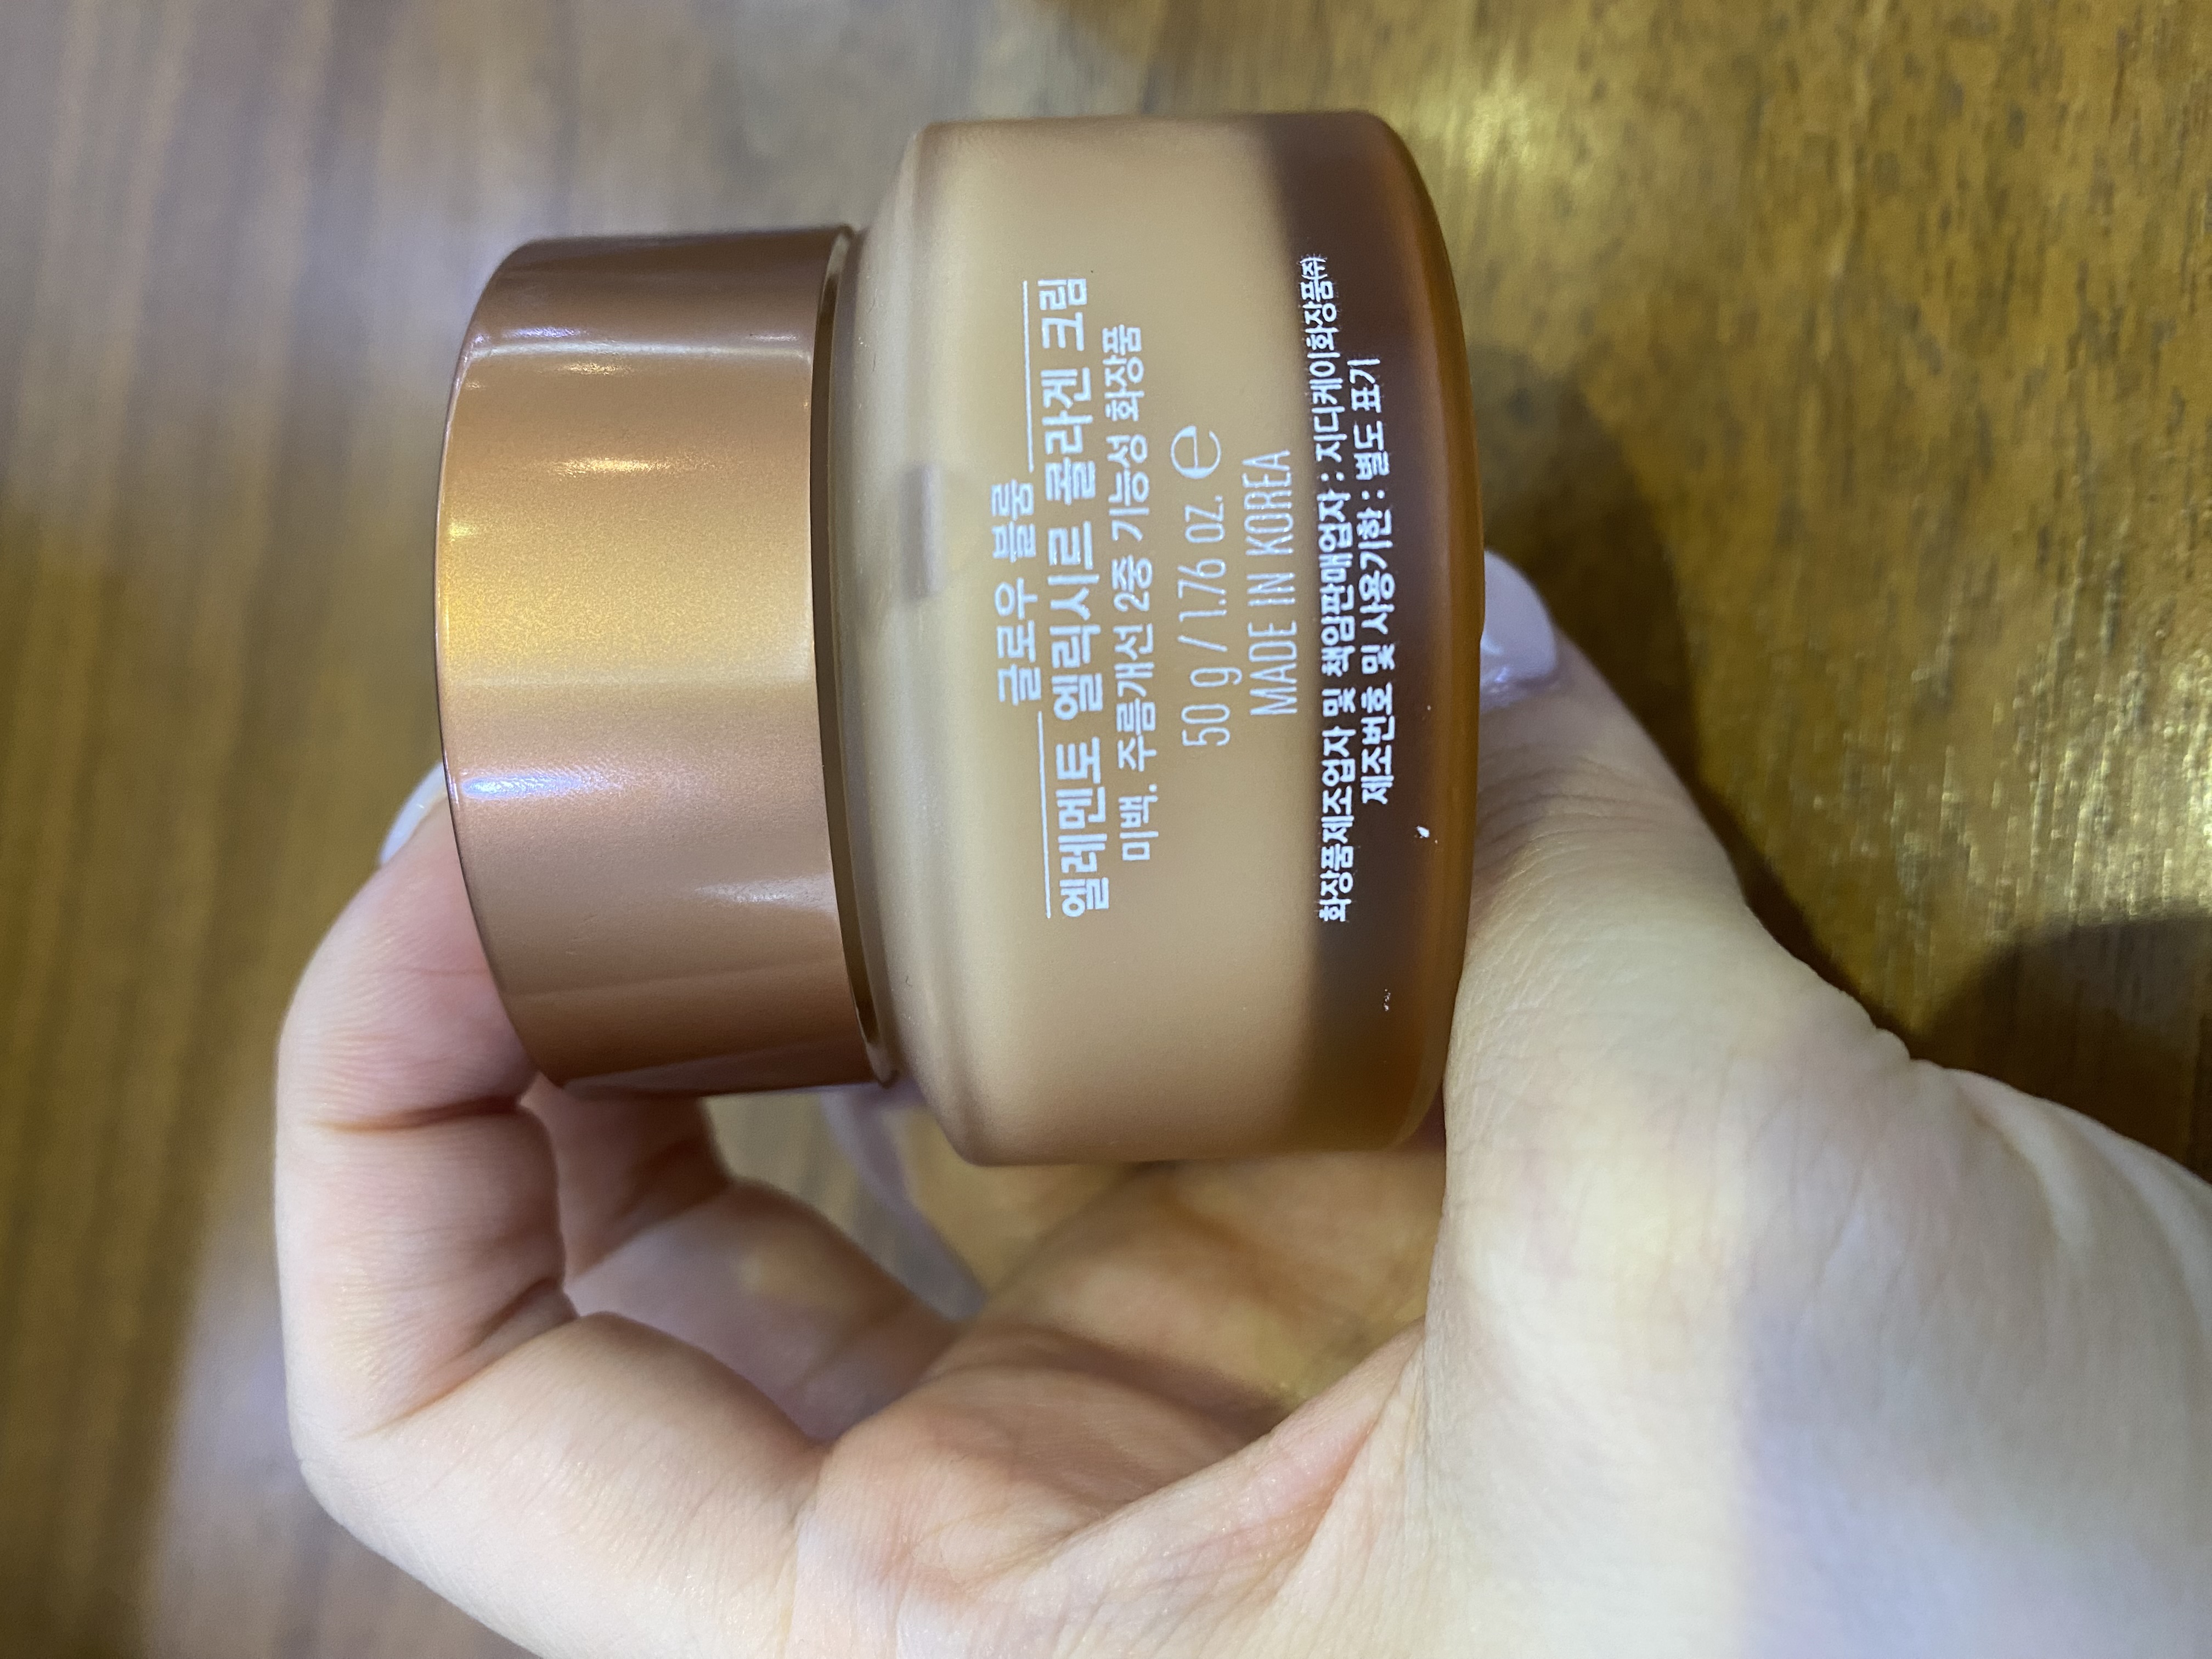 글로우 블룸
엘레멘토 엘릭시르 콜라겐 크림
미백. 주름개선 2중 기능성 화장품
50 g / 1.76 oz. ℮
MADE IN KOREA
화장품제조업자 및 책임판매업자 : 지디케이화장품(주)
제조번호 및 사용기한 : 별도 표기